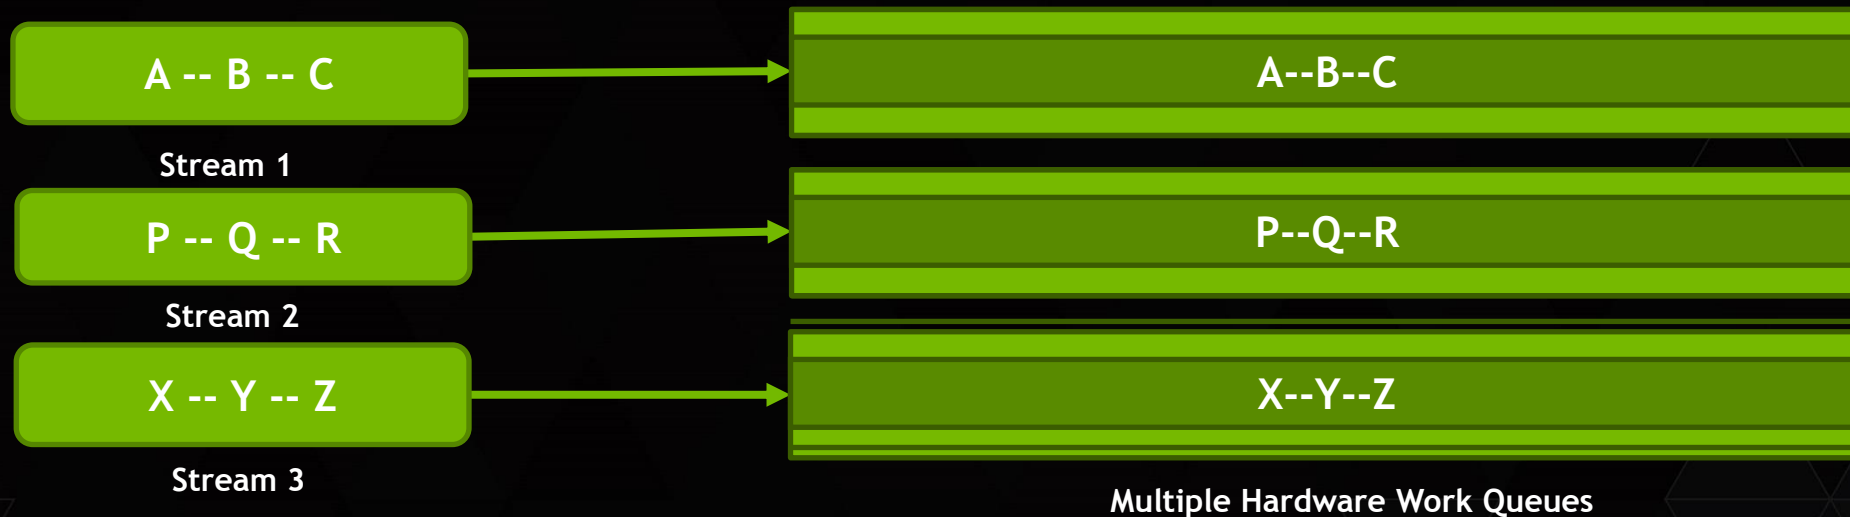 A -- B -- C
A--B--C
Stream 1
P -- Q -- R
P--Q--R
Stream 2
X -- Y -- Z
X--Y--Z
Stream 3
Multiple Hardware Work Queues